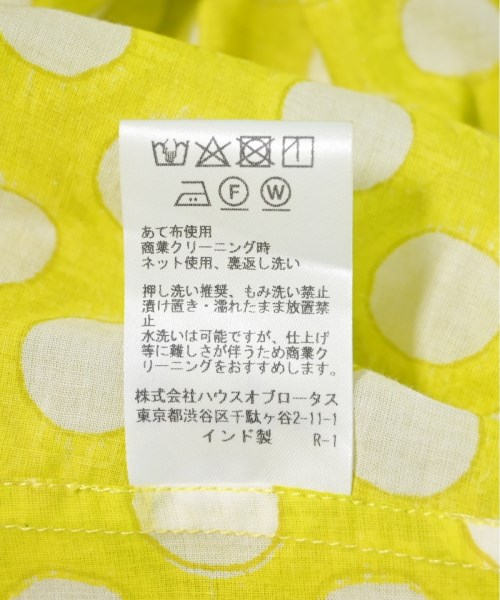 F W
あて布使用
商業クリーニング時
ネット使用、裏返し洗い
押し洗い推奨、もみ洗い禁止
漬け置き・濡れたまま放置禁
止
水洗いは可能ですが、仕上げ
等に難しさが伴うため商業ク
リーニングをおすすめします。
株式会社ハウスオブロータス
東京都渋谷区千駄ヶ谷2-11-1
インド製 R-1